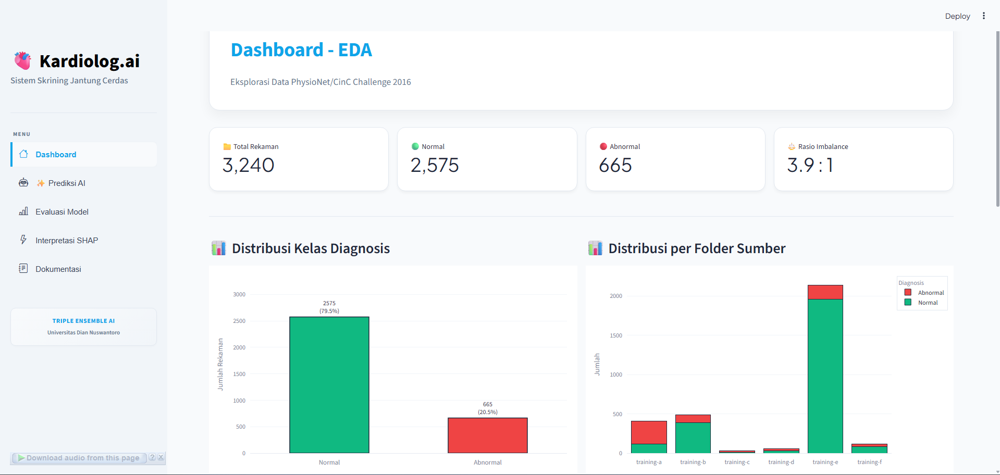 Deploy
Kardiolog.ai
Sistem Skrining Jantung Cerdas
MENU
Dashboard
Prediksi AI
Evaluasi Model
Interpretasi SHAP
Dokumentasi
TRIPLE ENSEMBLE AI
Universitas Dian Nuswantoro
Download audio from this page ? X
Dashboard - EDA
Eksplorasi Data PhysioNet/CinC Challenge 2016
Total Rekaman
3,240
Normal
2,575
Abnormal
665
Rasio Imbalance
3.9 : 1
Distribusi Kelas Diagnosis
Jumlah Rekaman
3000
2500
2000
1500
1000
500
0
2575
(79.5%)
665
(20.5%)
Normal
Abnormal
Distribusi per Folder Sumber
Jumlah
2000
1500
1000
500
0
training-a
training-b
training-c
training-d
training-e
training-f
Diagnosis
Abnormal
Normal